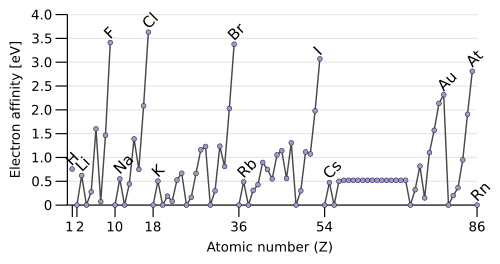 Electron affinity [eV]
4.0
3.5
3.0
2.5
2.0
1.5
1.0
0.5
0
H
Li
F
Na
Cl
K
Br
Rb
I
Cs
Au
At
Rn
1 2 10 18 36 54 86
Atomic number (Z)